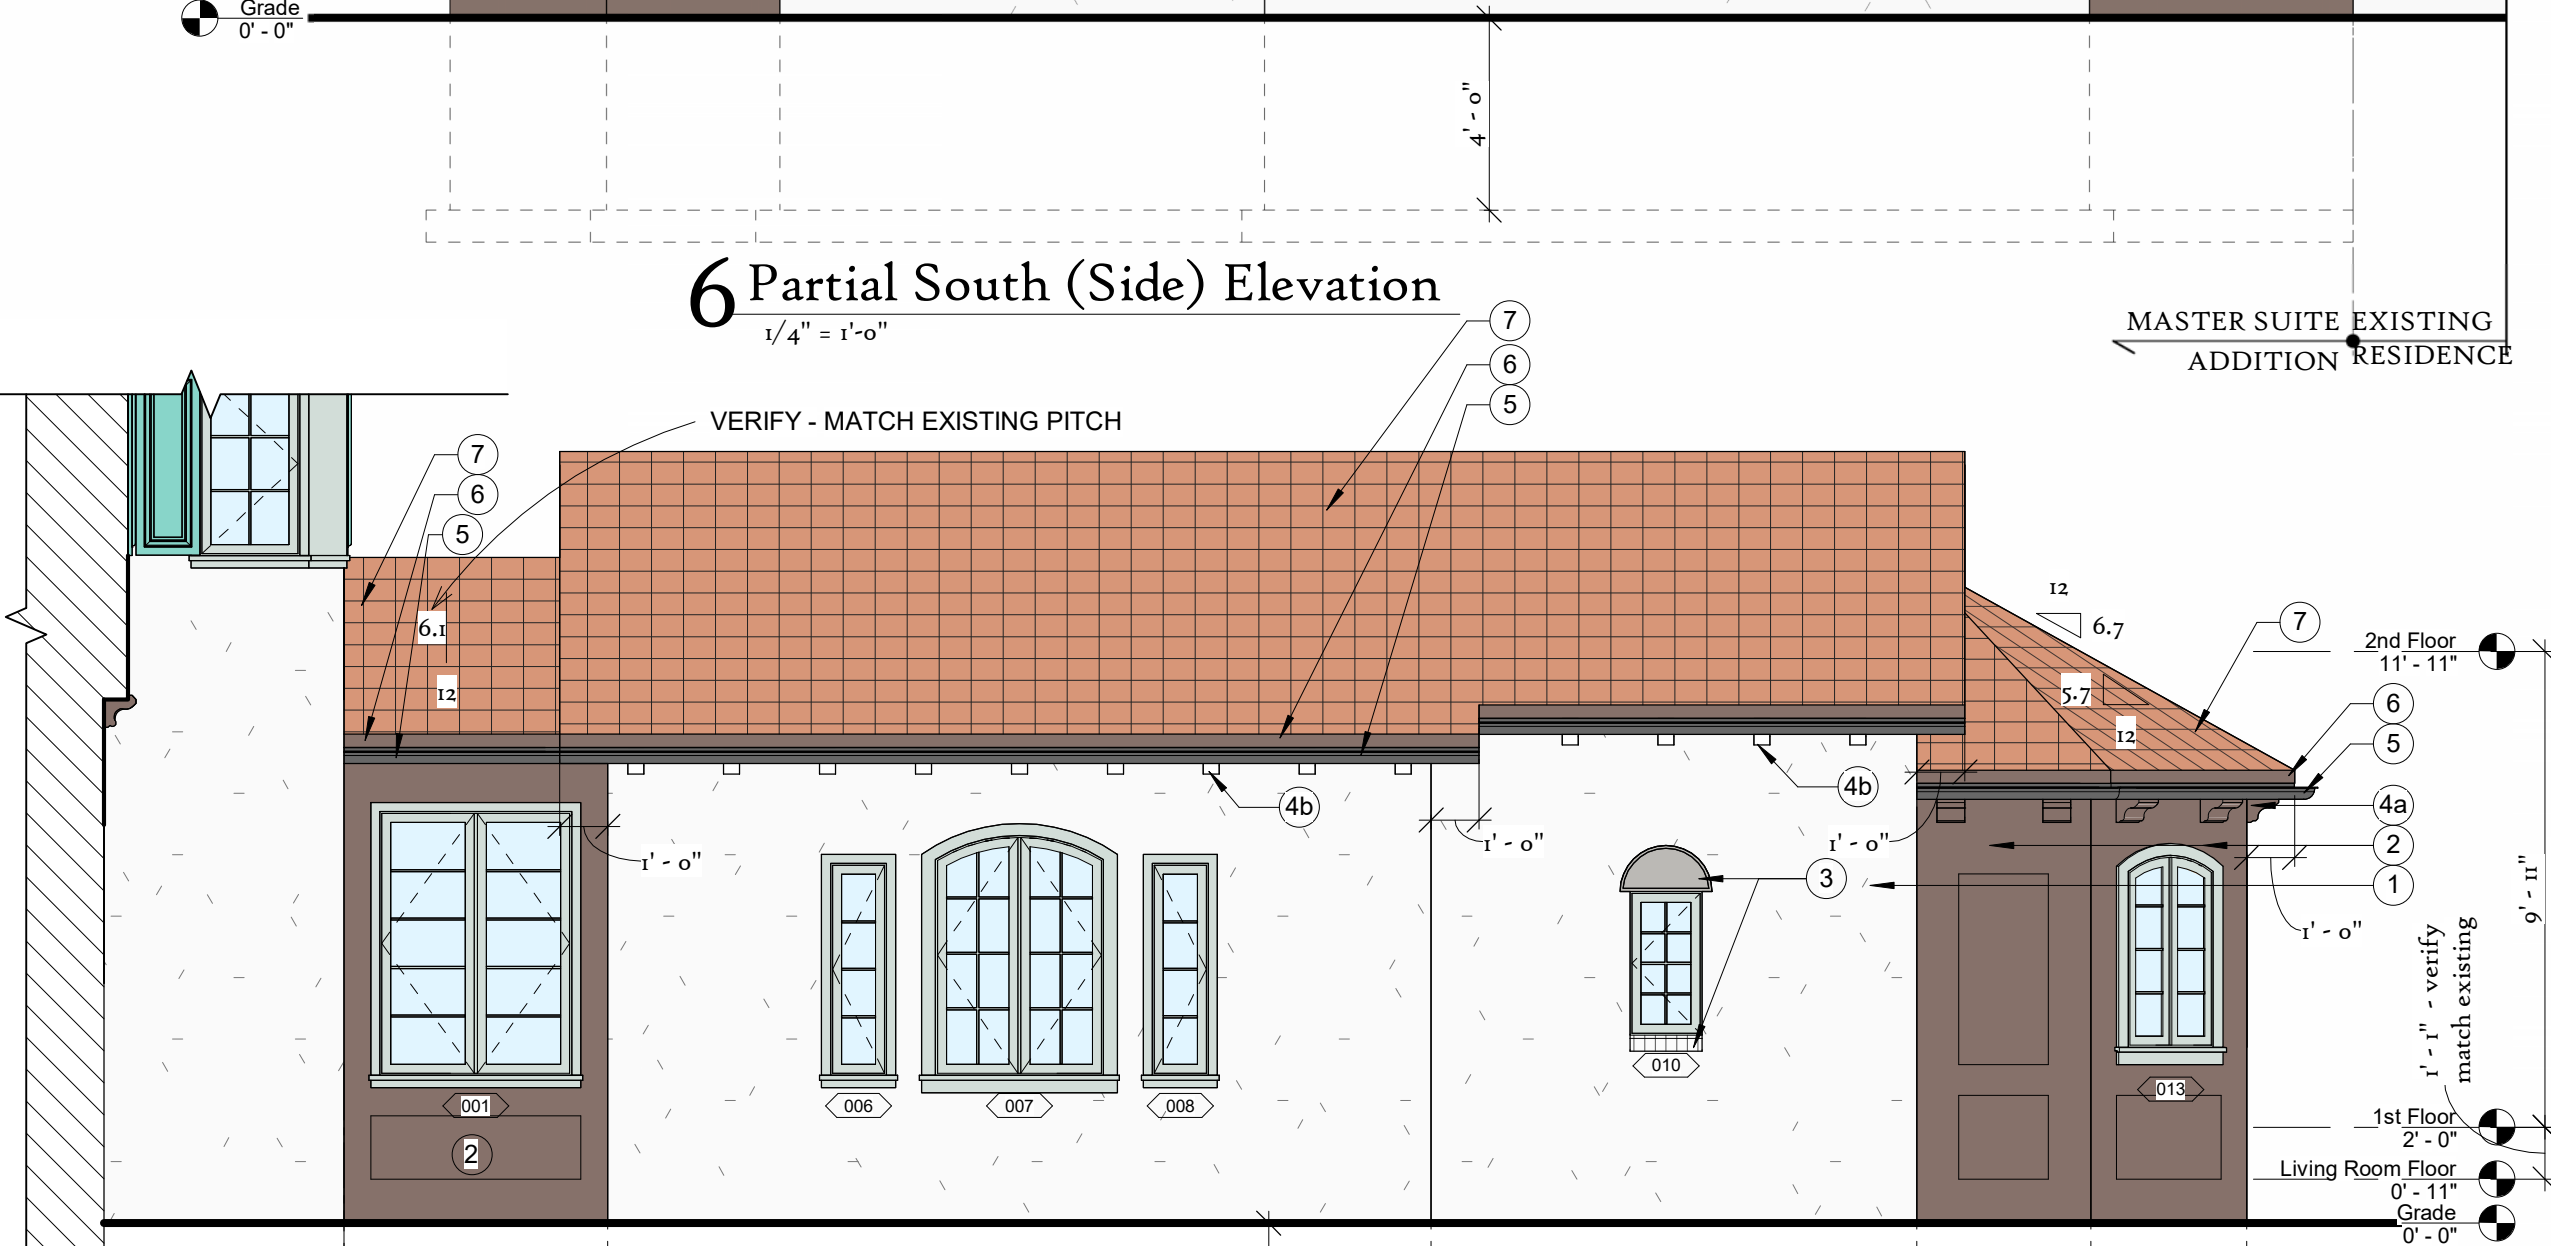 Grade
0' - 0"
4' - 0"
6 Partial South (Side) Elevation
1/4" = 1'-0"
MASTER SUITE EXISTING
ADDITION RESIDENCE
7
6
5
VERIFY - MATCH EXISTING PITCH
7
6
5
6.1
12
12
6.7
5.7
12
7
2nd Floor
11' - 11"
6
5
4a
2
1
4b
4b
1' - 0"
1' - 0"
1' - 0"
1' - 0"
3
9' - 11"
1' - 1" - verify
match existing
001
2
006
007
008
010
013
1st Floor
2' - 0"
Living Room Floor
0' - 11"
Grade
0' - 0"